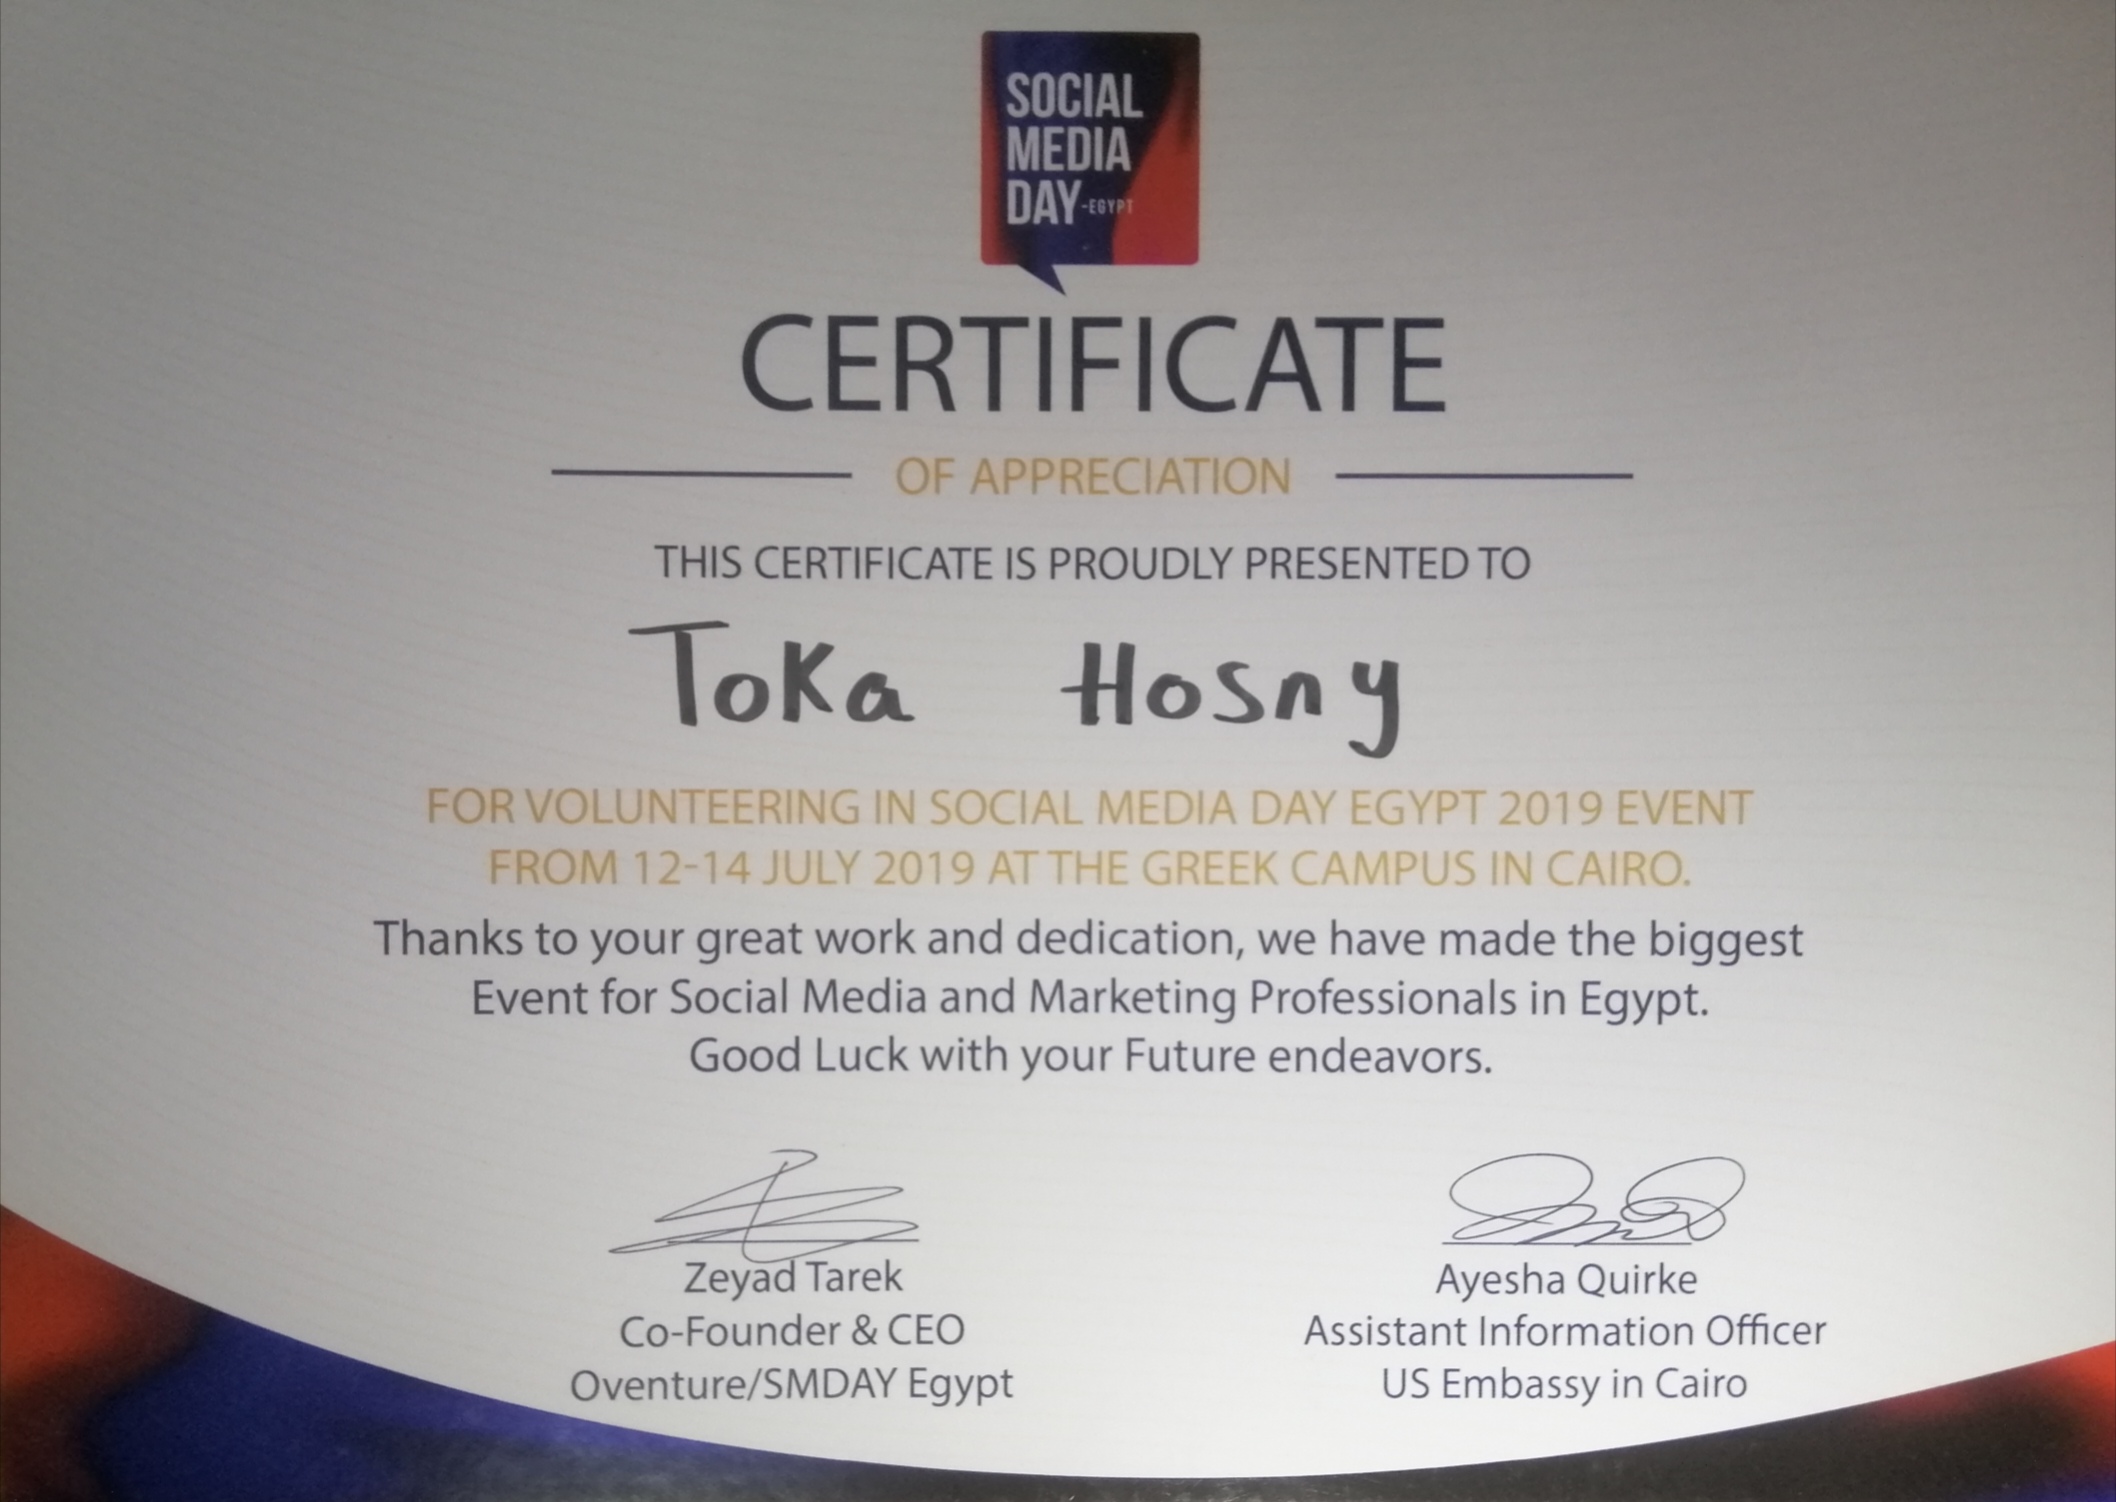 SOCIAL
MEDIA
DAY-EGYPT
CERTIFICATE
OF APPRECIATION
THIS CERTIFICATE IS PROUDLY PRESENTED TO
Toka Hosny
FOR VOLUNTEERING IN SOCIAL MEDIA DAY EGYPT 2019 EVENT
FROM 12-14 JULY 2019 AT THE GREEK CAMPUS IN CAIRO.
Thanks to your great work and dedication, we have made the biggest
Event for Social Media and Marketing Professionals in Egypt.
Good Luck with your Future endeavors.
Zeyad Tarek
Co-Founder & CEO
Oventure/SMDAY Egypt
Ayesha Quirke
Assistant Information Officer
US Embassy in Cairo